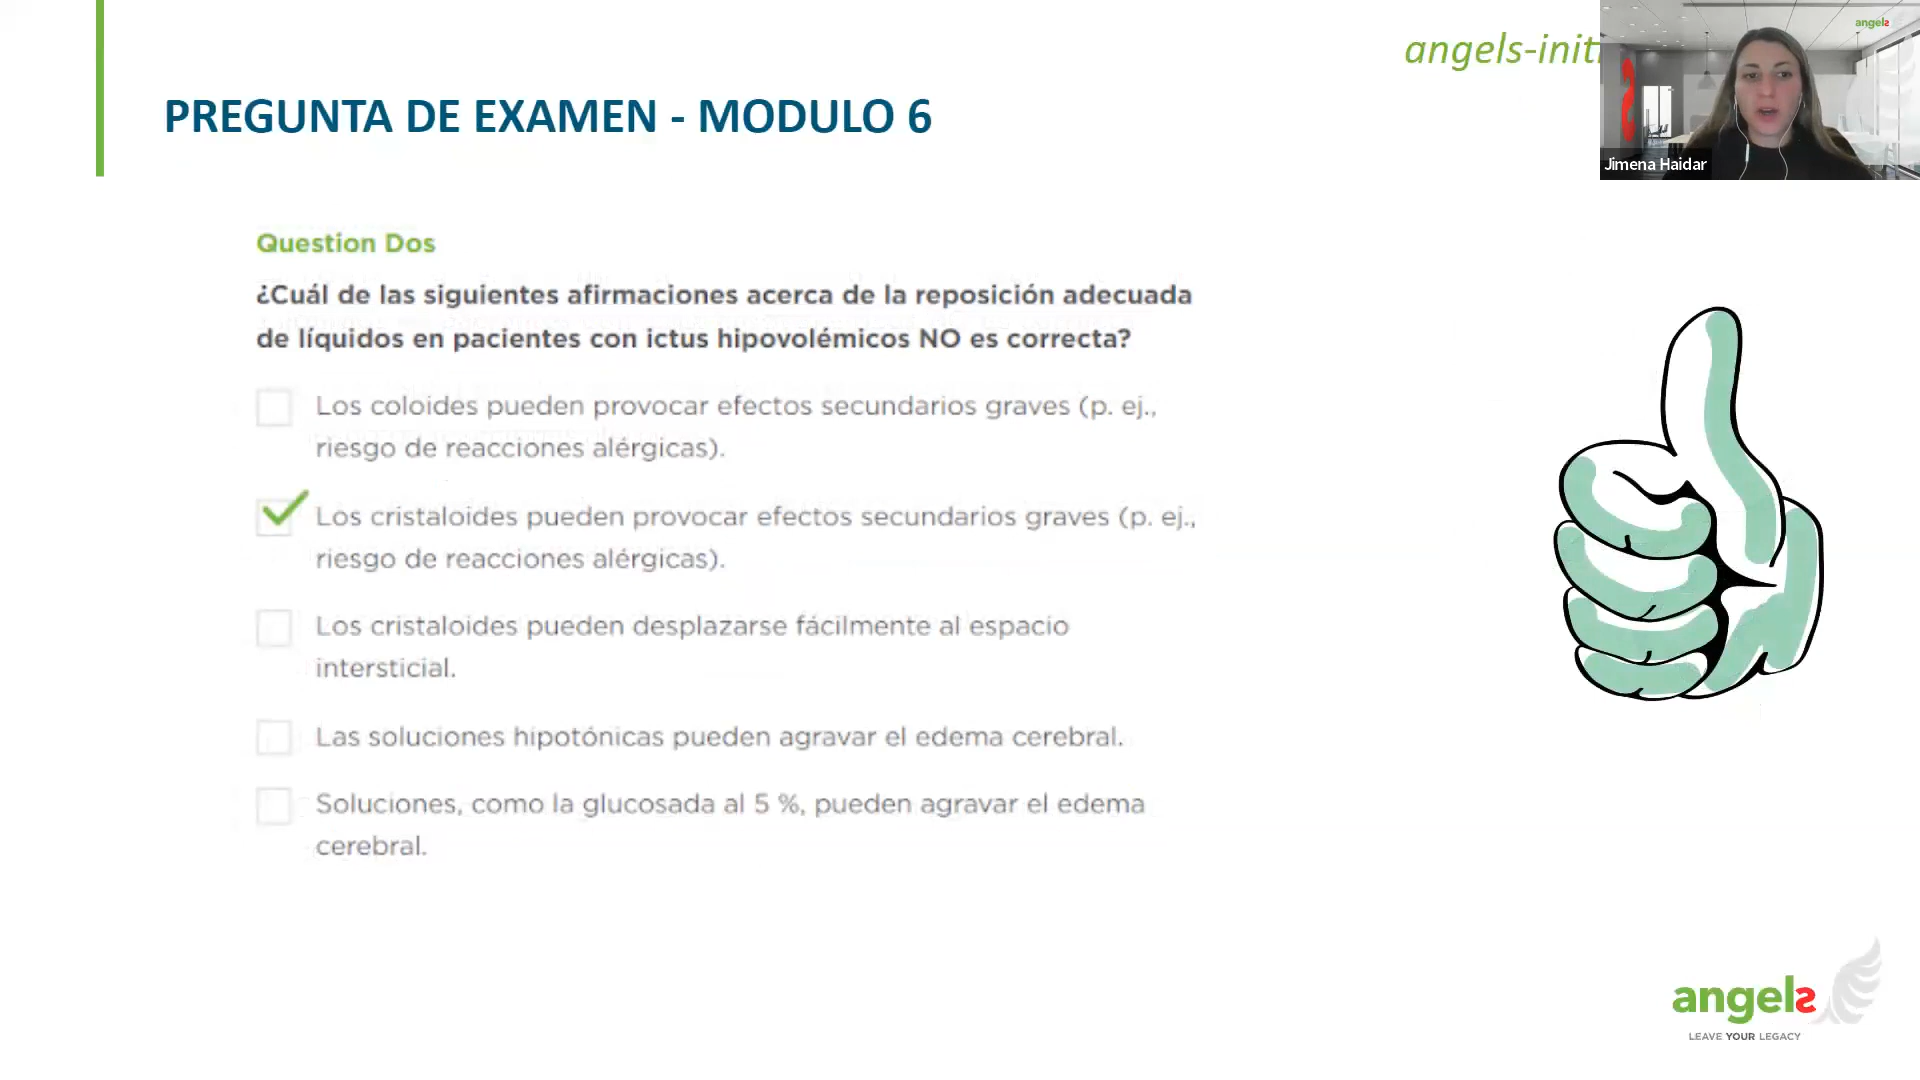 angels-init
angels
PREGUNTA DE EXAMEN - MODULO 6
Jimena Haidar
Question Dos
¿Cuál de las siguientes afirmaciones acerca de la reposición adecuada
de líquidos en pacientes con ictus hipovolémicos NO es correcta?
Los coloides pueden provocar efectos secundarios graves (p. ej.,
riesgo de reacciones alérgicas).
Los cristaloides pueden provocar efectos secundarios graves (p. ej.,
riesgo de reacciones alérgicas).
Los cristaloides pueden desplazarse fácilmente al espacio
intersticial.
Las soluciones hipotónicas pueden agravar el edema cerebral.
Soluciones, como la glucosada al 5 %, pueden agravar el edema
cerebral.
angels
LEAVE YOUR LEGACY